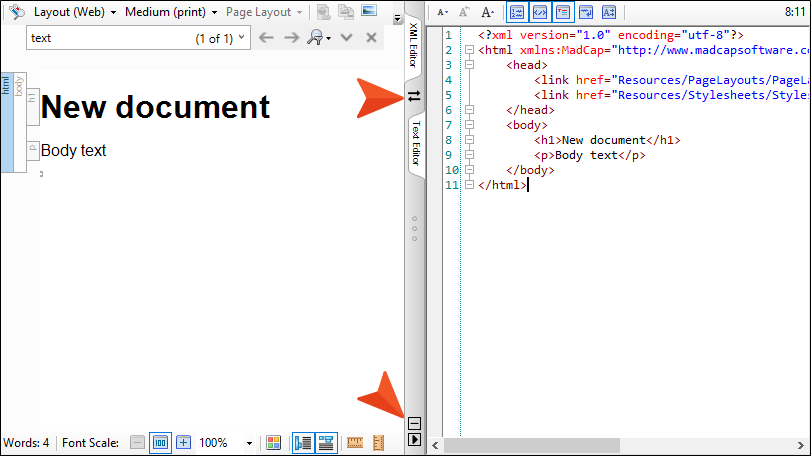 Layout (Web) Medium (print) Page Layout
text (1 of 1)
html
body
h1
New document
p
Body text
Words: 4 Font Scale: 100 100%
XML Editor
Text Editor
A A A 8:11
1 <?xml version="1.0" encoding="utf-8"?>
2 <html xmlns:MadCap="http://www.madcapsoftware.co
3 <head>
4 <link href="Resources/PageLayouts/PageLa
5 <link href="Resources/Stylesheets/Styles
6 </head>
7 <body>
8 <h1>New document</h1>
9 <p>Body text</p>
10 </body>
11 </html>